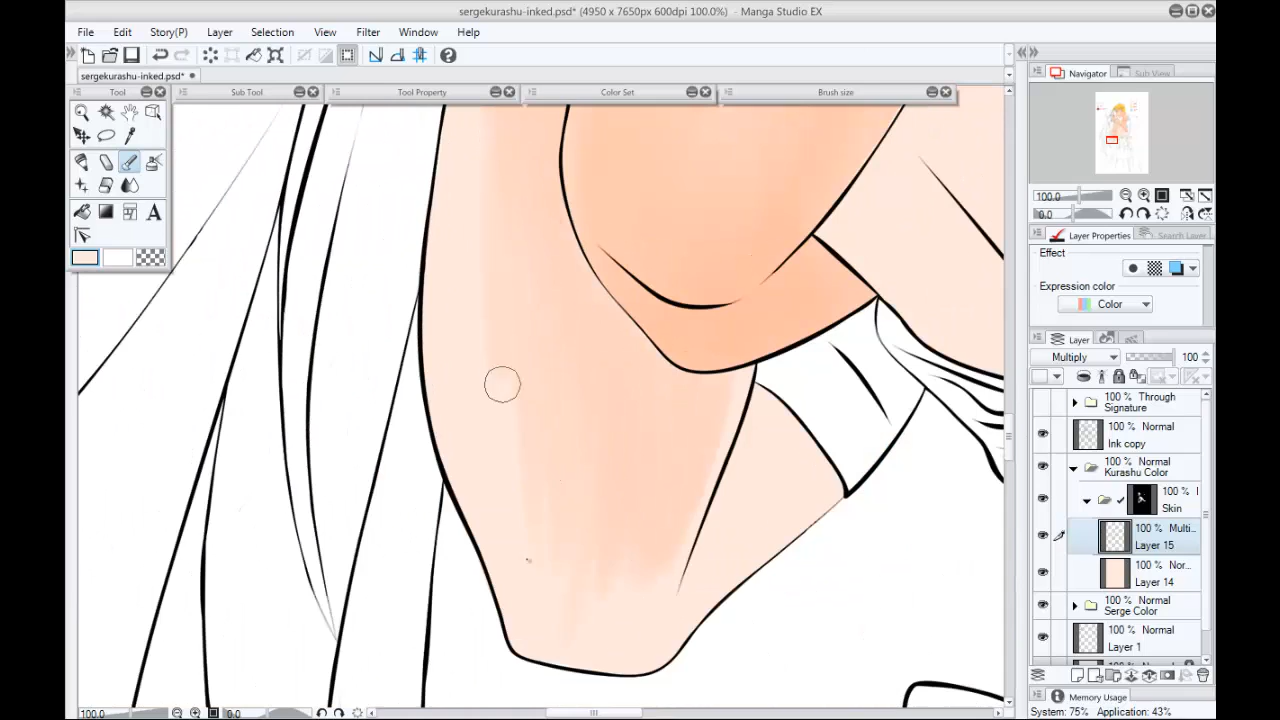 sergekurashu-inked.psd* (4950 x 7650px 600dpi 100.0%) - Manga Studio EX
File Edit Story(P) Layer Selection View Filter Window Help
sergekurashu-inked.psd*
Tool
Sub Tool
Tool Property
Color Set
Brush size
Navigator
Sub View
100.0
0.0
Layer Properties
Search Layer
Effect
Expression color
Color
Layer
Multiply 100
100 % Through
Signature
100 % Normal
Ink copy
100 % Normal
Kurashu Color
100 %
Skin
100 % Multi...
Layer 15
100 % Nor...
Layer 14
100 % Normal
Serge Color
100 % Normal
Layer 1
100 % Normal
Memory Usage
System: 75% Application: 43%
100.0
0.0